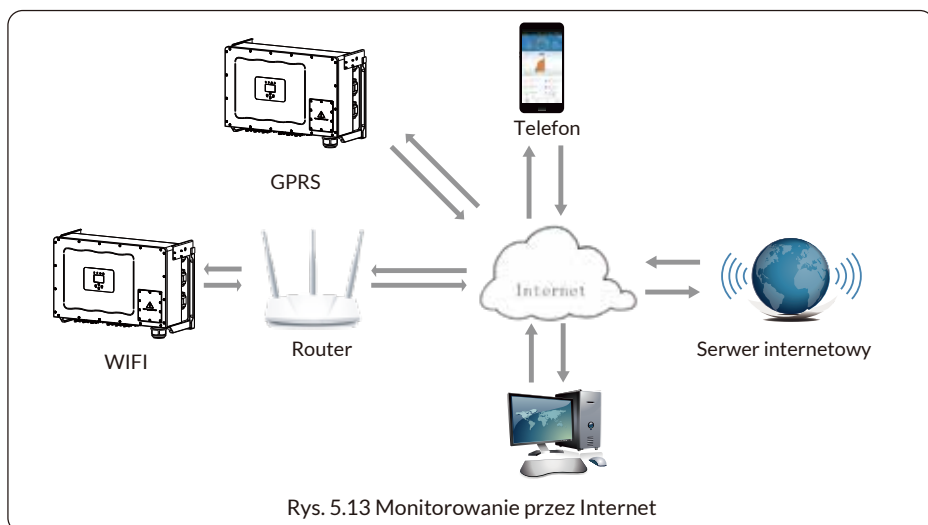 Telefon
GPRS
Internet
WIFI
Router
Serwer internetowy
Rys. 5.13 Monitorowanie przez Internet